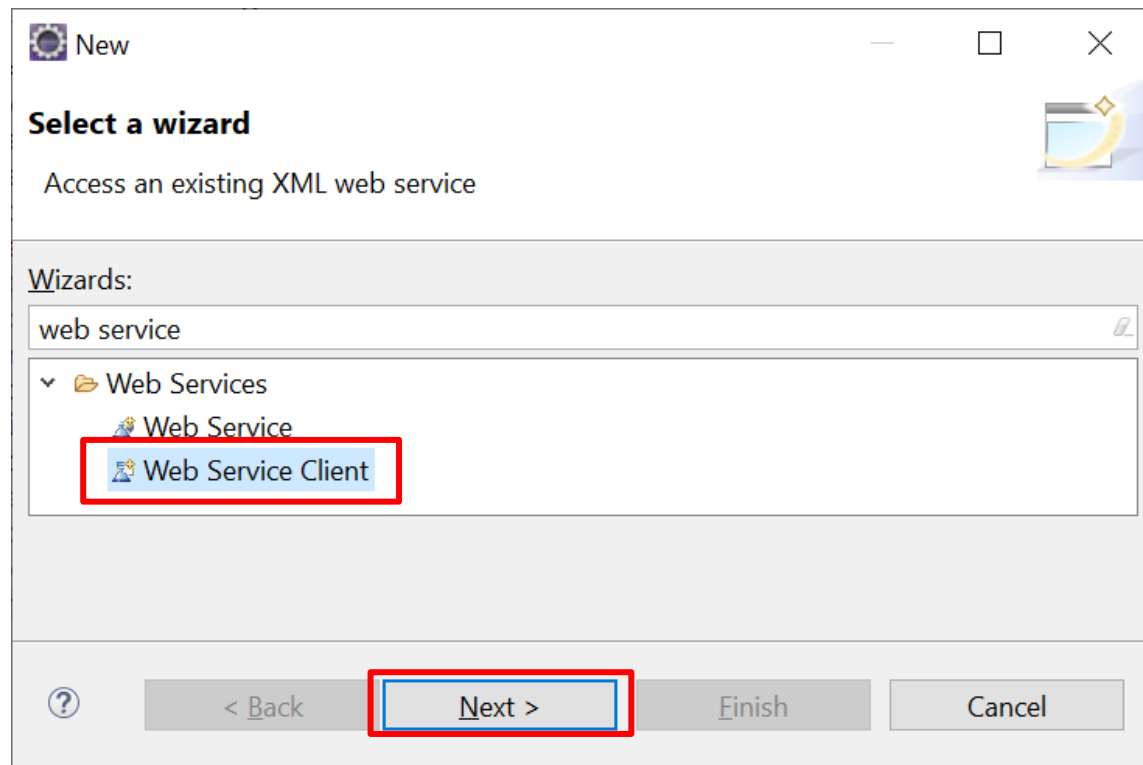 New
Select a wizard
Access an existing XML web service
Wizards:
web service
Web Services
Web Service
Web Service Client
?
< Back
Next >
Finish
Cancel